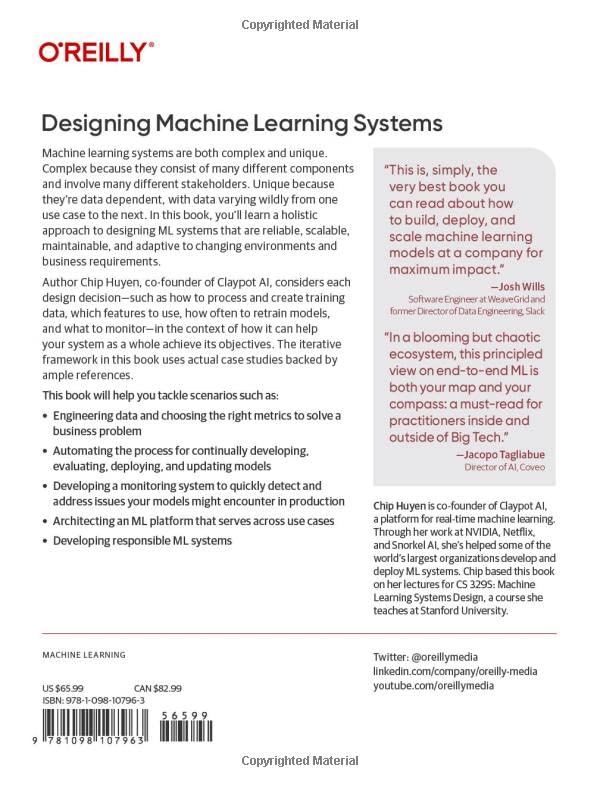 Copyrighted Material
O'REILLY®
Designing Machine Learning Systems
Machine learning systems are both complex and unique.
Complex because they consist of many different components
and involve many different stakeholders. Unique because
they're data dependent, with data varying wildly from one
use case to the next. In this book, you'll learn a holistic
approach to designing ML systems that are reliable, scalable,
maintainable, and adaptive to changing environments and
business requirements.
Author Chip Huyen, co-founder of Claypot AI, considers each
design decision—such as how to process and create training
data, which features to use, how often to retrain models,
and what to monitor—in the context of how it can help
your system as a whole achieve its objectives. The iterative
framework in this book uses actual case studies backed by
ample references.
This book will help you tackle scenarios such as:
• Engineering data and choosing the right metrics to solve a
business problem
• Automating the process for continually developing,
evaluating, deploying, and updating models
• Developing a monitoring system to quickly detect and
address issues your models might encounter in production
• Architecting an ML platform that serves across use cases
• Developing responsible ML systems
“This is, simply, the
very best book you
can read about how
to build, deploy, and
scale machine learning
models at a company for
maximum impact.”
—Josh Wills
Software Engineer at WeaveGrid and
former Director of Data Engineering, Slack
“In a blooming but chaotic
ecosystem, this principled
view on end-to-end ML is
both your map and your
compass: a must-read for
practitioners inside and
outside of Big Tech.”
—Jacopo Tagliabue
Director of AI, Coveo
Chip Huyen is co-founder of Claypot AI,
a platform for real-time machine learning.
Through her work at NVIDIA, Netflix,
and Snorkel AI, she's helped some of the
world's largest organizations develop and
deploy ML systems. Chip based this book
on her lectures for CS 329S: Machine
Learning Systems Design, a course she
teaches at Stanford University.
MACHINE LEARNING
US $65.99 CAN $82.99
ISBN: 978-1-098-10796-3
56599
9 781098 107963
Twitter: @oreillymedia
linkedin.com/company/oreilly-media
youtube.com/oreillymedia
Copyrighted Material